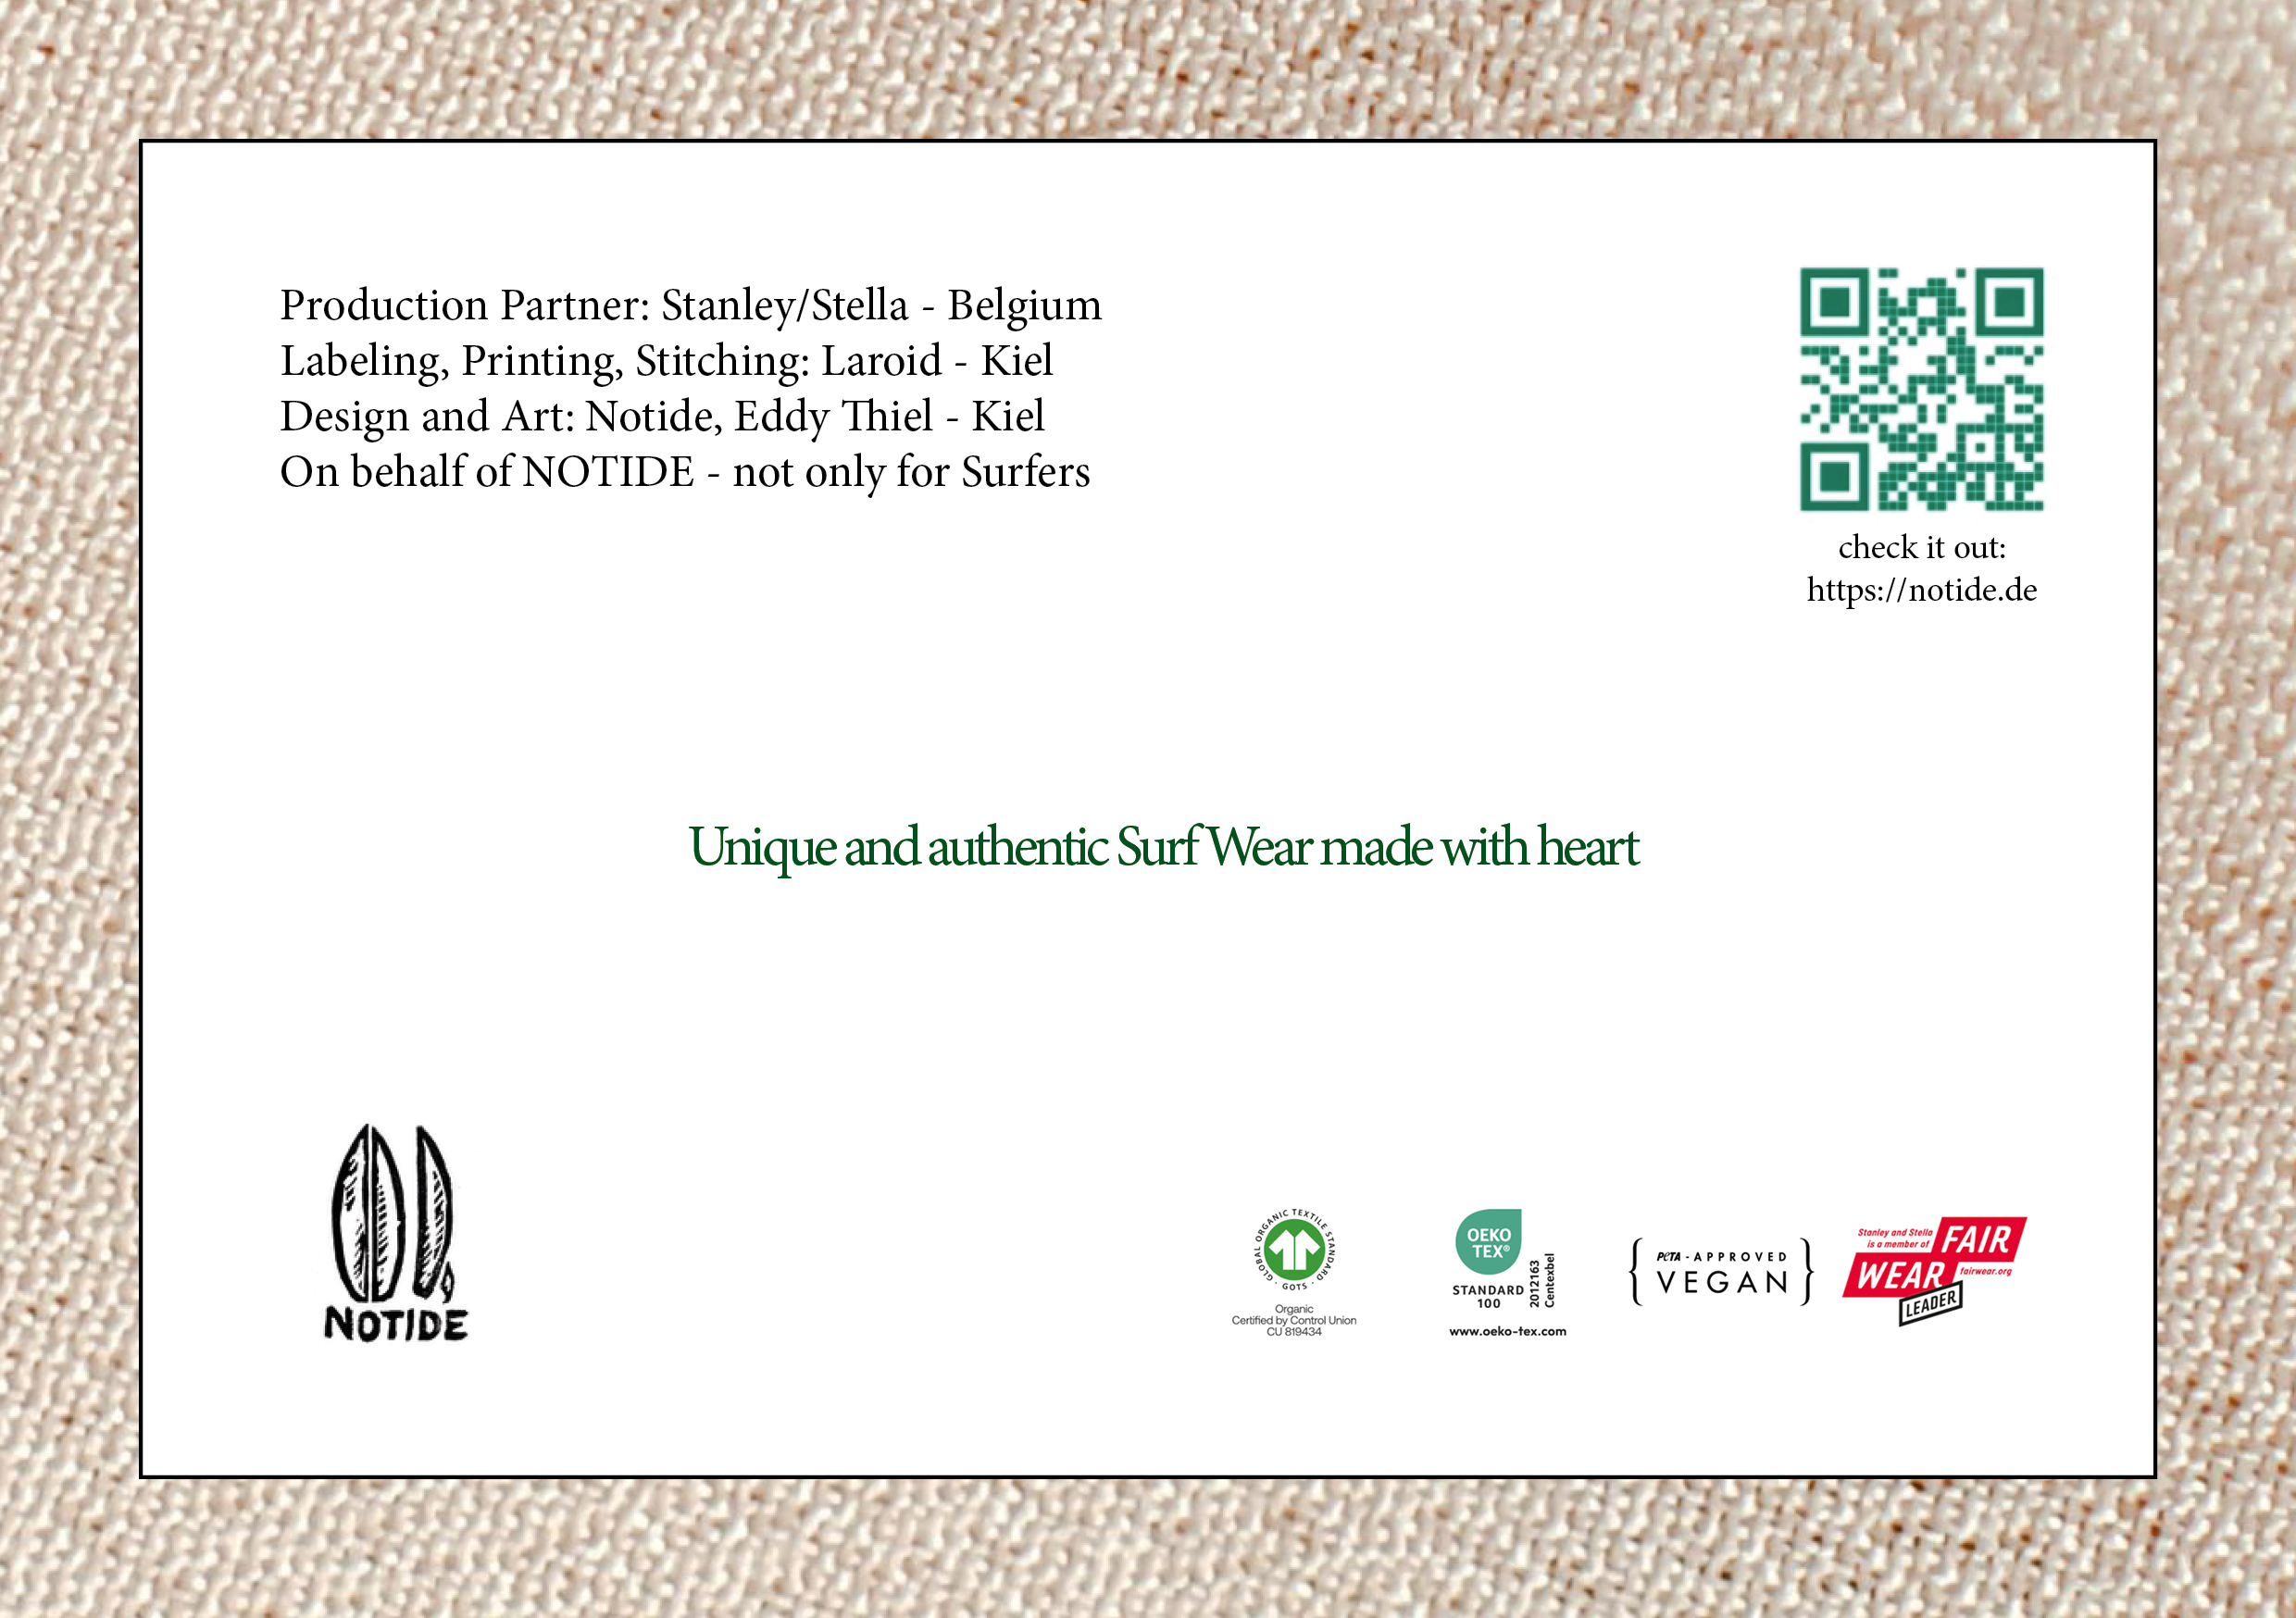 Production Partner: Stanley/Stella - Belgium
Labeling, Printing, Stitching: Laroid - Kiel
Design and Art: Notide, Eddy Thiel - Kiel
On behalf of NOTIDE - not only for Surfers
check it out:
https://notide.de
Unique and authentic Surf Wear made with heart
NOTIDE
GLOBAL ORGANIC TEXTILE STANDARD · GOTS ·
Organic
Certified by Control Union
CU 819434
OEKO
TEX®
STANDARD
100
2012163
Centexbel
www.oeko-tex.com
PETA - APPROVED
VEGAN
Stanley and Stella
is a member of
FAIR
WEAR
fairwear.org
LEADER